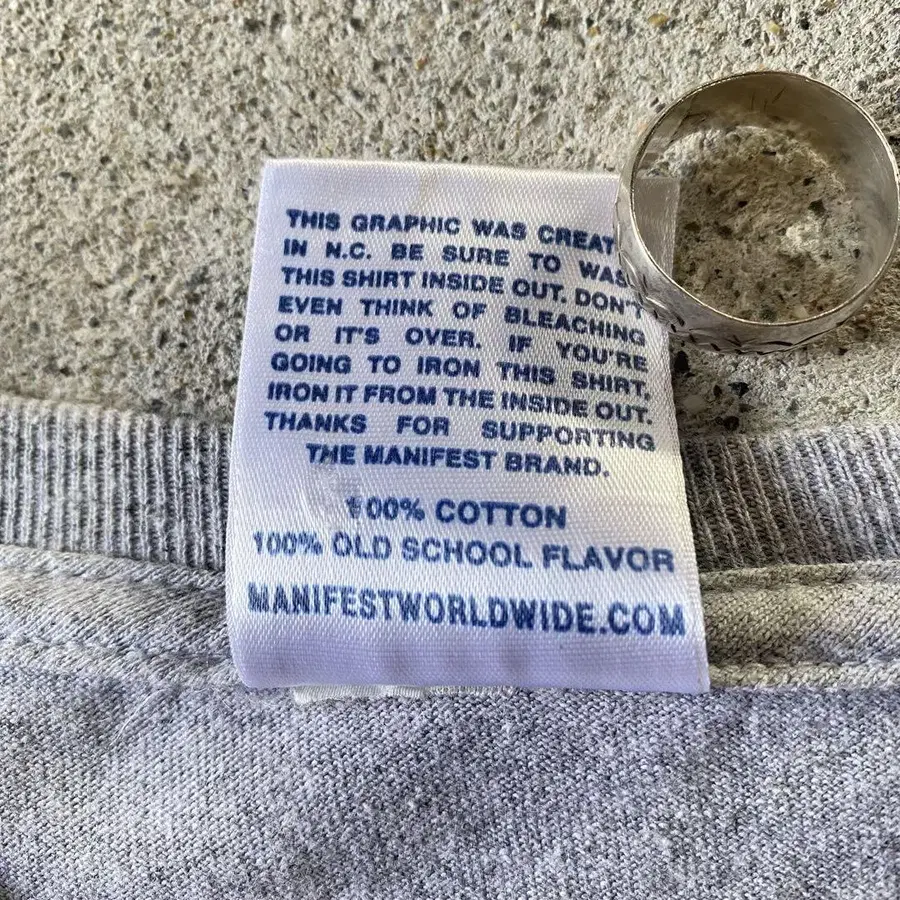 THIS GRAPHIC WAS CREAT
IN N.C. BE SURE TO WASH
THIS SHIRT INSIDE OUT. DON'T
EVEN THINK OF BLEACHING
OR IT'S OVER. IF YOU'RE
GOING TO IRON THIS SHIRT,
IRON IT FROM THE INSIDE OUT.
THANKS FOR SUPPORTING
THE MANIFEST BRAND.
100% COTTON
100% OLD SCHOOL FLAVOR
MANIFESTWORLDWIDE.COM